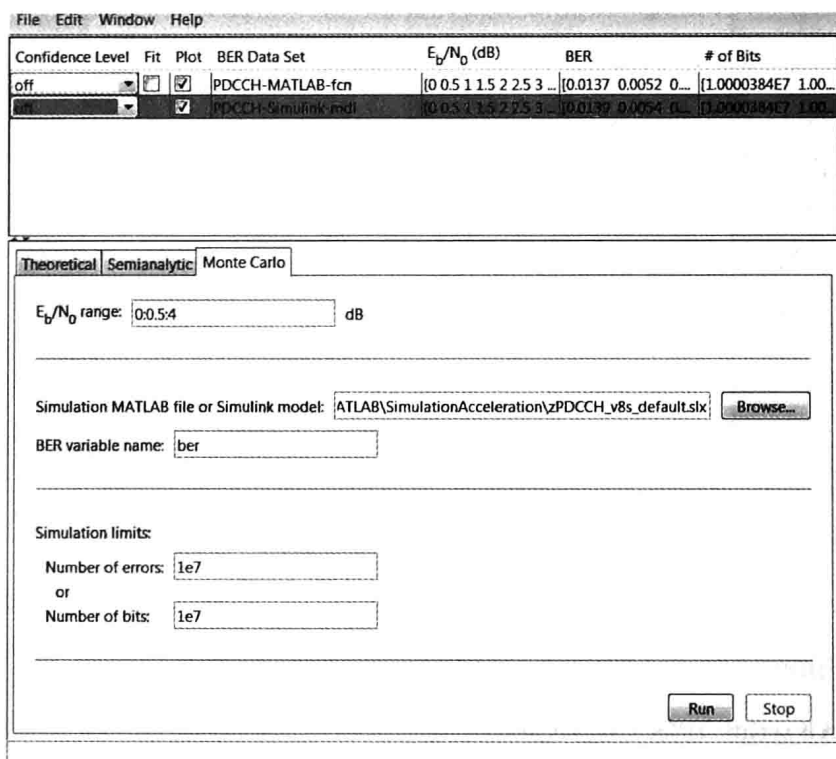 File Edit Window Help
Confidence Level Fit Plot BER Data Set Eb/N0 (dB) BER # of Bits
off PDCCH-MATLAB-fcn [0 0.5 1 1.5 2 2.5 3 ... [0.0137 0.0052 0.... [1.0000384E7 1.00...
off PDCCH-Simulink-mdl [0 0.5 1 1.5 2 2.5 3 ... [0.0139 0.0054 0.... [1.0000384E7 1.00...
Theoretical Semianalytic Monte Carlo
Eb/N0 range: 0:0.5:4 dB
Simulation MATLAB file or Simulink model: ATLAB\SimulationAcceleration\zPDCCH_v8s_default.slx Browse...
BER variable name: ber
Simulation limits:
Number of errors: 1e7
or
Number of bits: 1e7
Run Stop